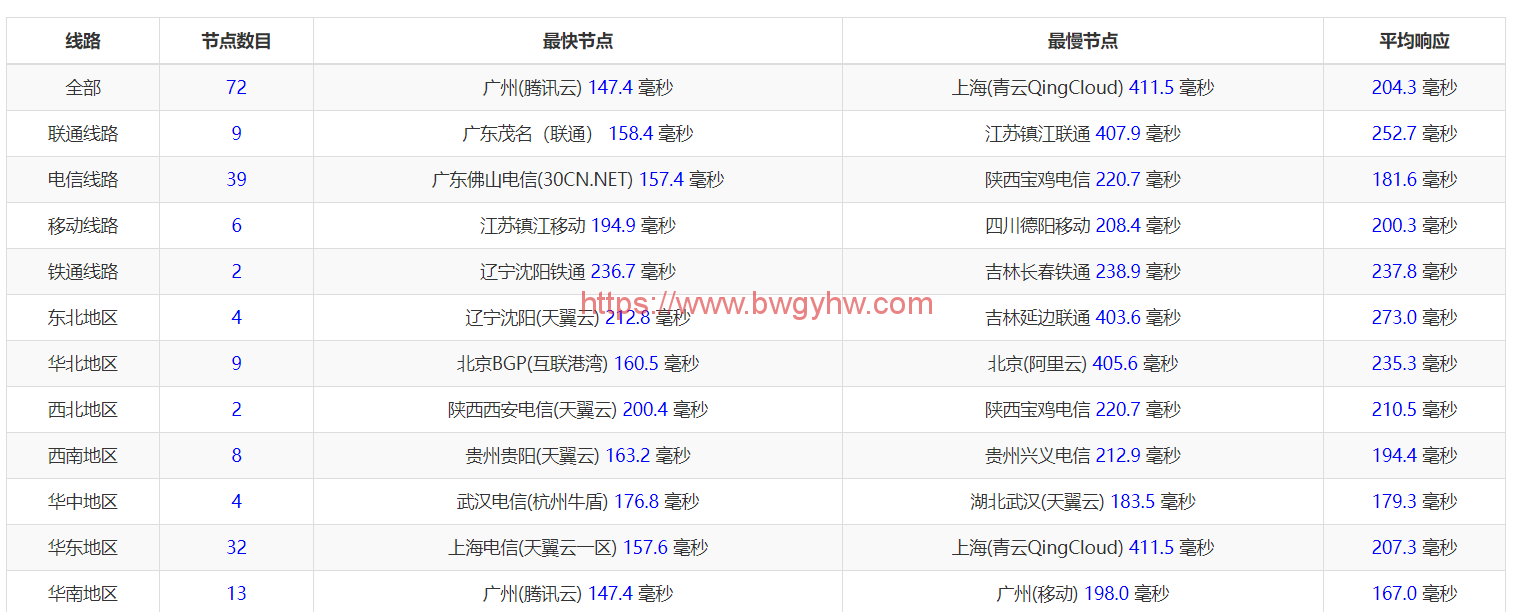 线路 节点数目 最快节点 最慢节点 平均响应
全部 72 广州(腾讯云) 147.4 毫秒 上海(青云QingCloud) 411.5 毫秒 204.3 毫秒
联通线路 9 广东茂名（联通） 158.4 毫秒 江苏镇江联通 407.9 毫秒 252.7 毫秒
电信线路 39 广东佛山电信(30CN.NET) 157.4 毫秒 陕西宝鸡电信 220.7 毫秒 181.6 毫秒
移动线路 6 江苏镇江移动 194.9 毫秒 四川德阳移动 208.4 毫秒 200.3 毫秒
铁通线路 2 辽宁沈阳铁通 236.7 毫秒 吉林长春铁通 238.9 毫秒 237.8 毫秒
https://www.bwgyhw.com
东北地区 4 辽宁沈阳(天翼云) 212.8 毫秒 吉林延边联通 403.6 毫秒 273.0 毫秒
华北地区 9 北京BGP(互联港湾) 160.5 毫秒 北京(阿里云) 405.6 毫秒 235.3 毫秒
西北地区 2 陕西西安电信(天翼云) 200.4 毫秒 陕西宝鸡电信 220.7 毫秒 210.5 毫秒
西南地区 8 贵州贵阳(天翼云) 163.2 毫秒 贵州兴义电信 212.9 毫秒 194.4 毫秒
华中地区 4 武汉电信(杭州牛盾) 176.8 毫秒 湖北武汉(天翼云) 183.5 毫秒 179.3 毫秒
华东地区 32 上海电信(天翼云一区) 157.6 毫秒 上海(青云QingCloud) 411.5 毫秒 207.3 毫秒
华南地区 13 广州(腾讯云) 147.4 毫秒 广州(移动) 198.0 毫秒 167.0 毫秒